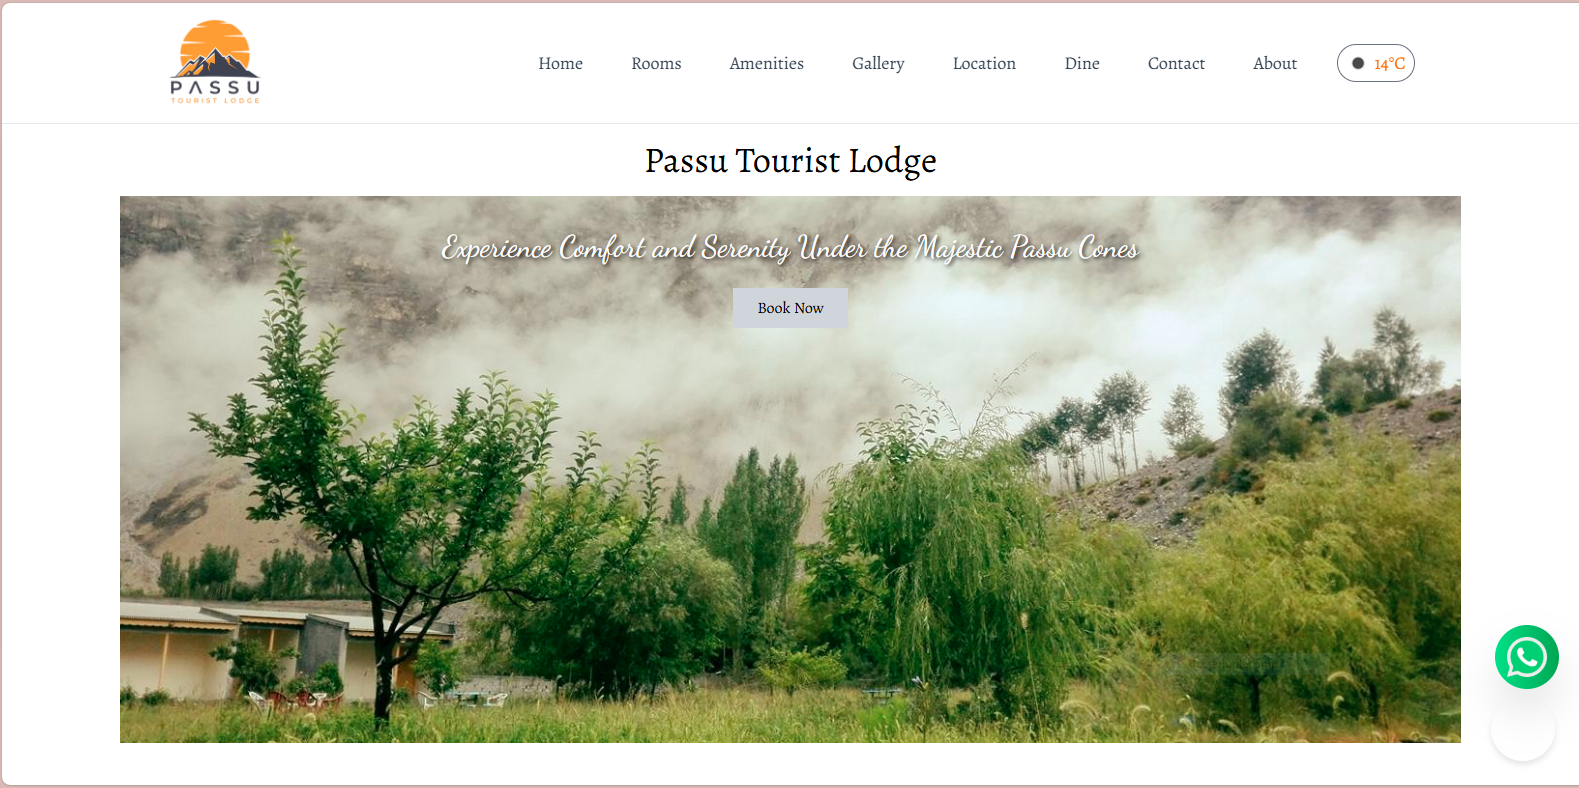 PASSU
TOURIST LODGE
Home Rooms Amenities Gallery Location Dine Contact About 14°C
Passu Tourist Lodge
Experience Comfort and Serenity Under the Majestic Passu Cones
Book Now